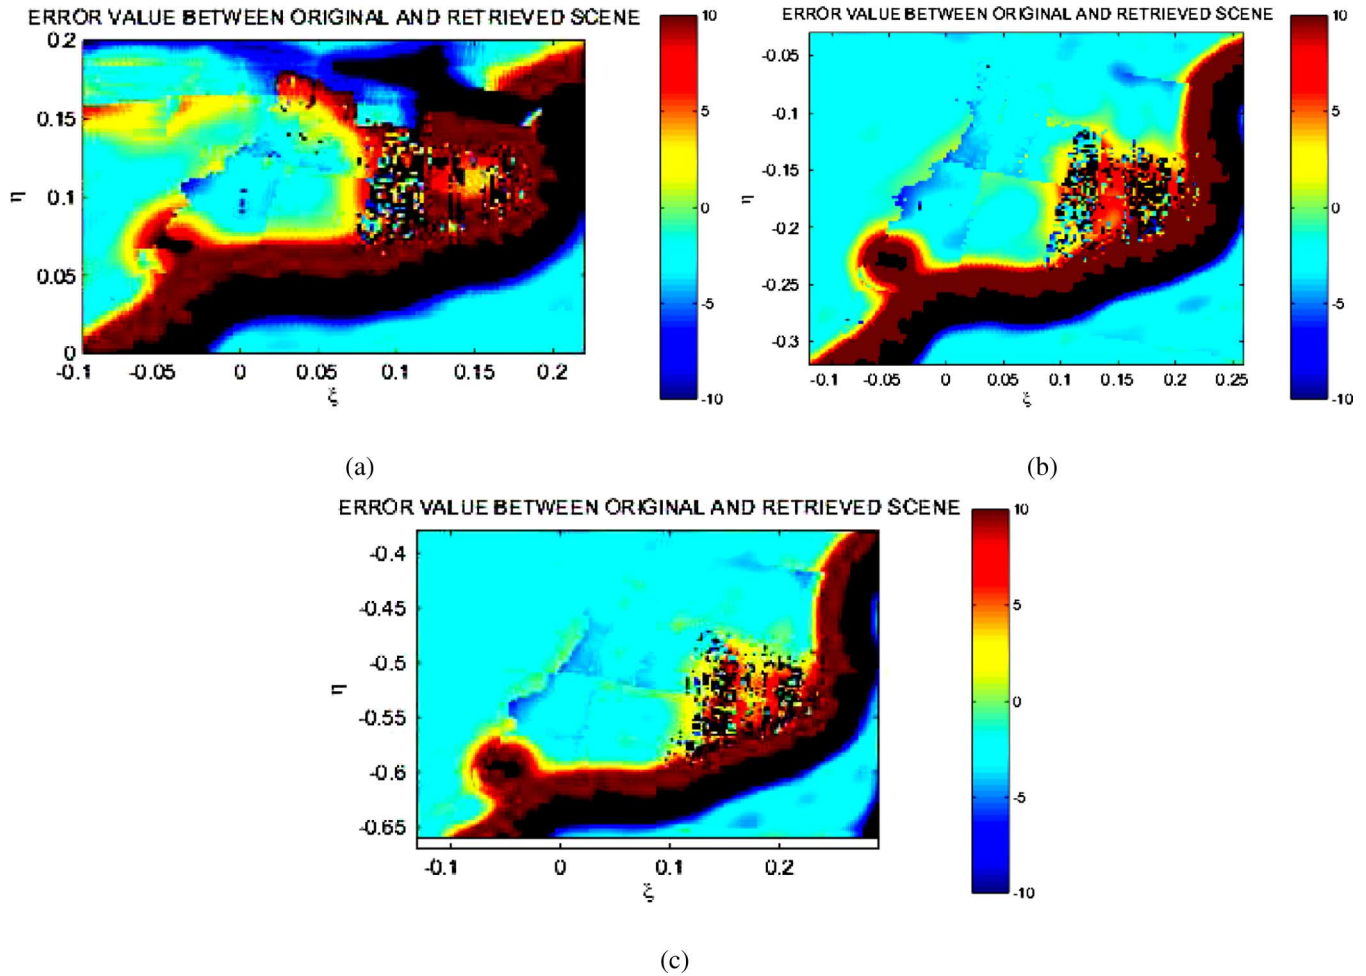 ERROR VALUE BETWEEN ORIGINAL AND RETRIEVED SCENE
0.2
0.15
0.1
0.05
0
η
-0.1 -0.05 0 0.05 0.1 0.15 0.2
ξ
10
5
0
-5
-10
(a)
ERROR VALUE BETWEEN ORIGINAL AND RETRIEVED SCENE
-0.05
-0.1
-0.15
-0.2
-0.25
-0.3
η
-0.1 -0.05 0 0.05 0.1 0.15 0.2 0.25
ξ
10
5
0
-5
-10
(b)
ERROR VALUE BETWEEN ORIGINAL AND RETRIEVED SCENE
-0.4
-0.45
-0.5
-0.55
-0.6
-0.65
η
-0.1 0 0.1 0.2
ξ
10
5
0
-5
-10
(c)